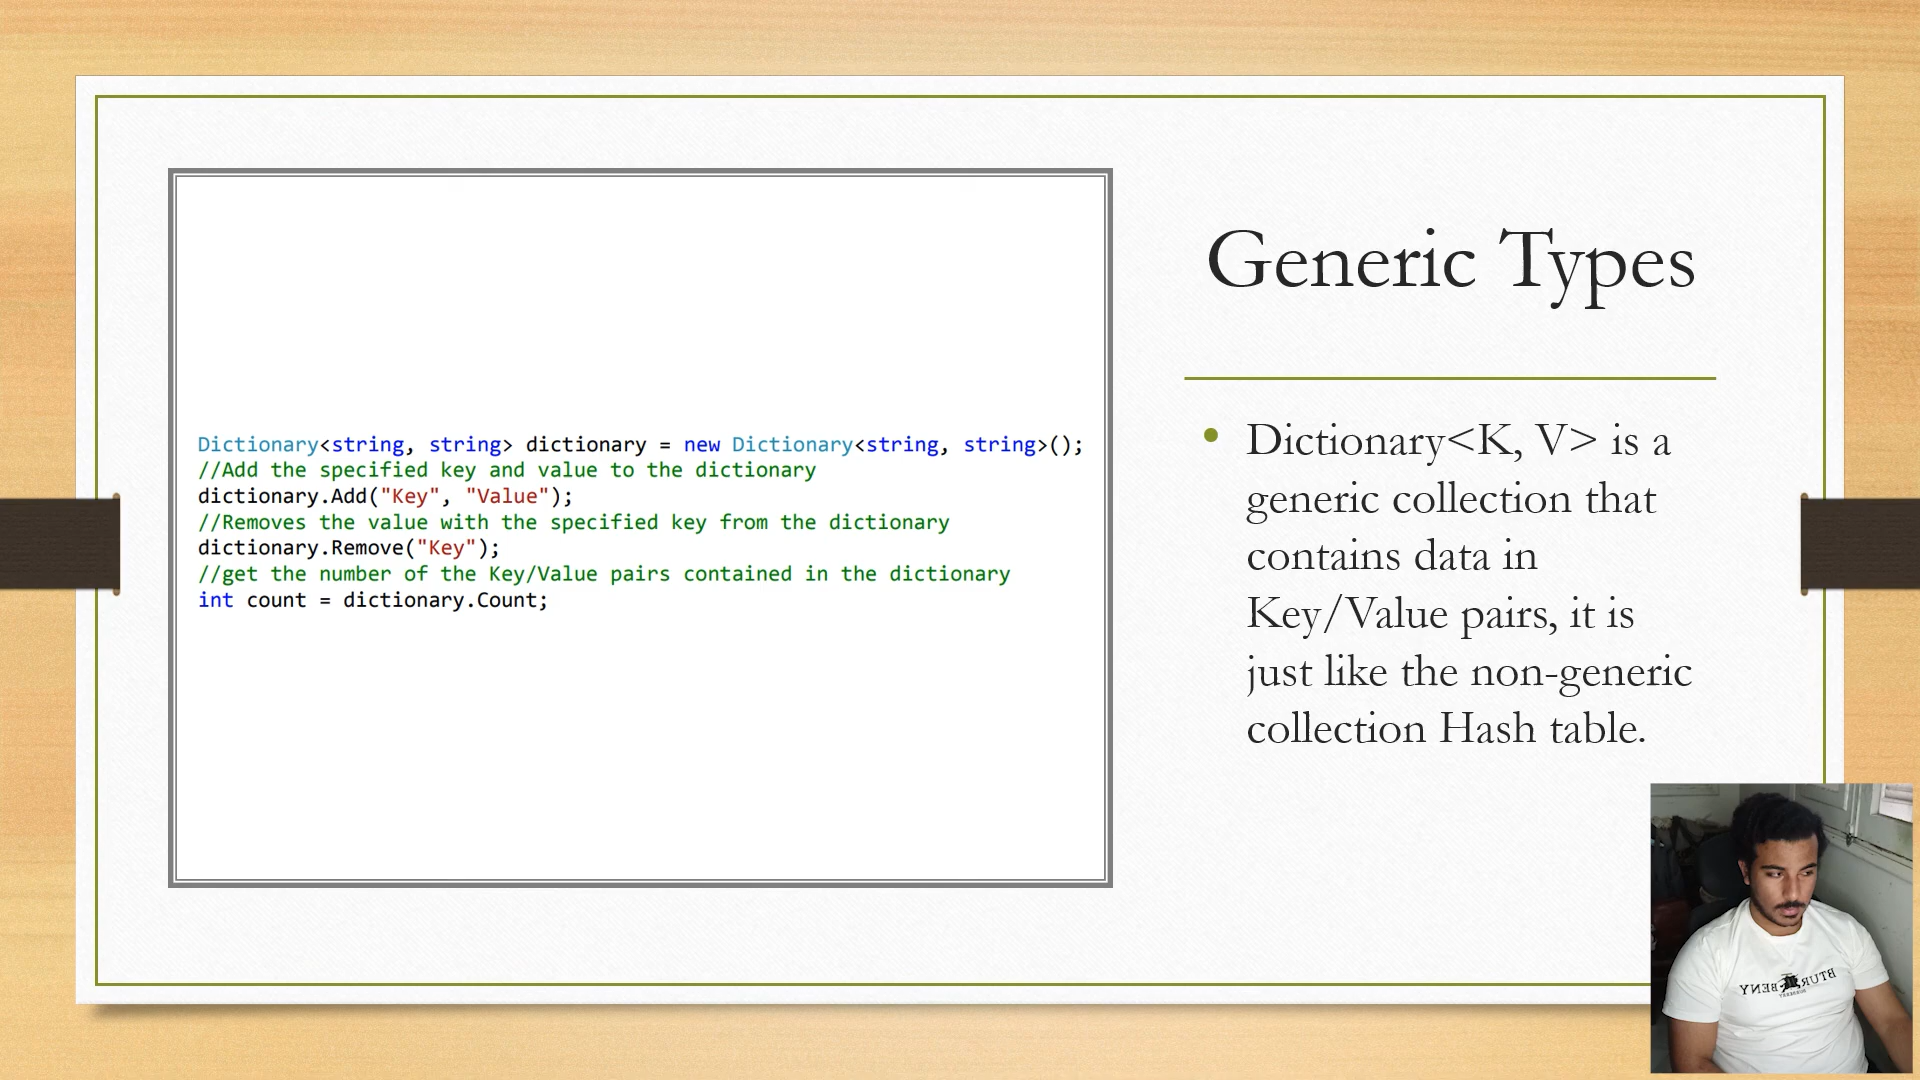 Dictionary<string, string> dictionary = new Dictionary<string, string>();
//Add the specified key and value to the dictionary
dictionary.Add("Key", "Value");
//Removes the value with the specified key from the dictionary
dictionary.Remove("Key");
//get the number of the Key/Value pairs contained in the dictionary
int count = dictionary.Count;
Generic Types
• Dictionary<K, V> is a
generic collection that
contains data in
Key/Value pairs, it is
just like the non-generic
collection Hash table.